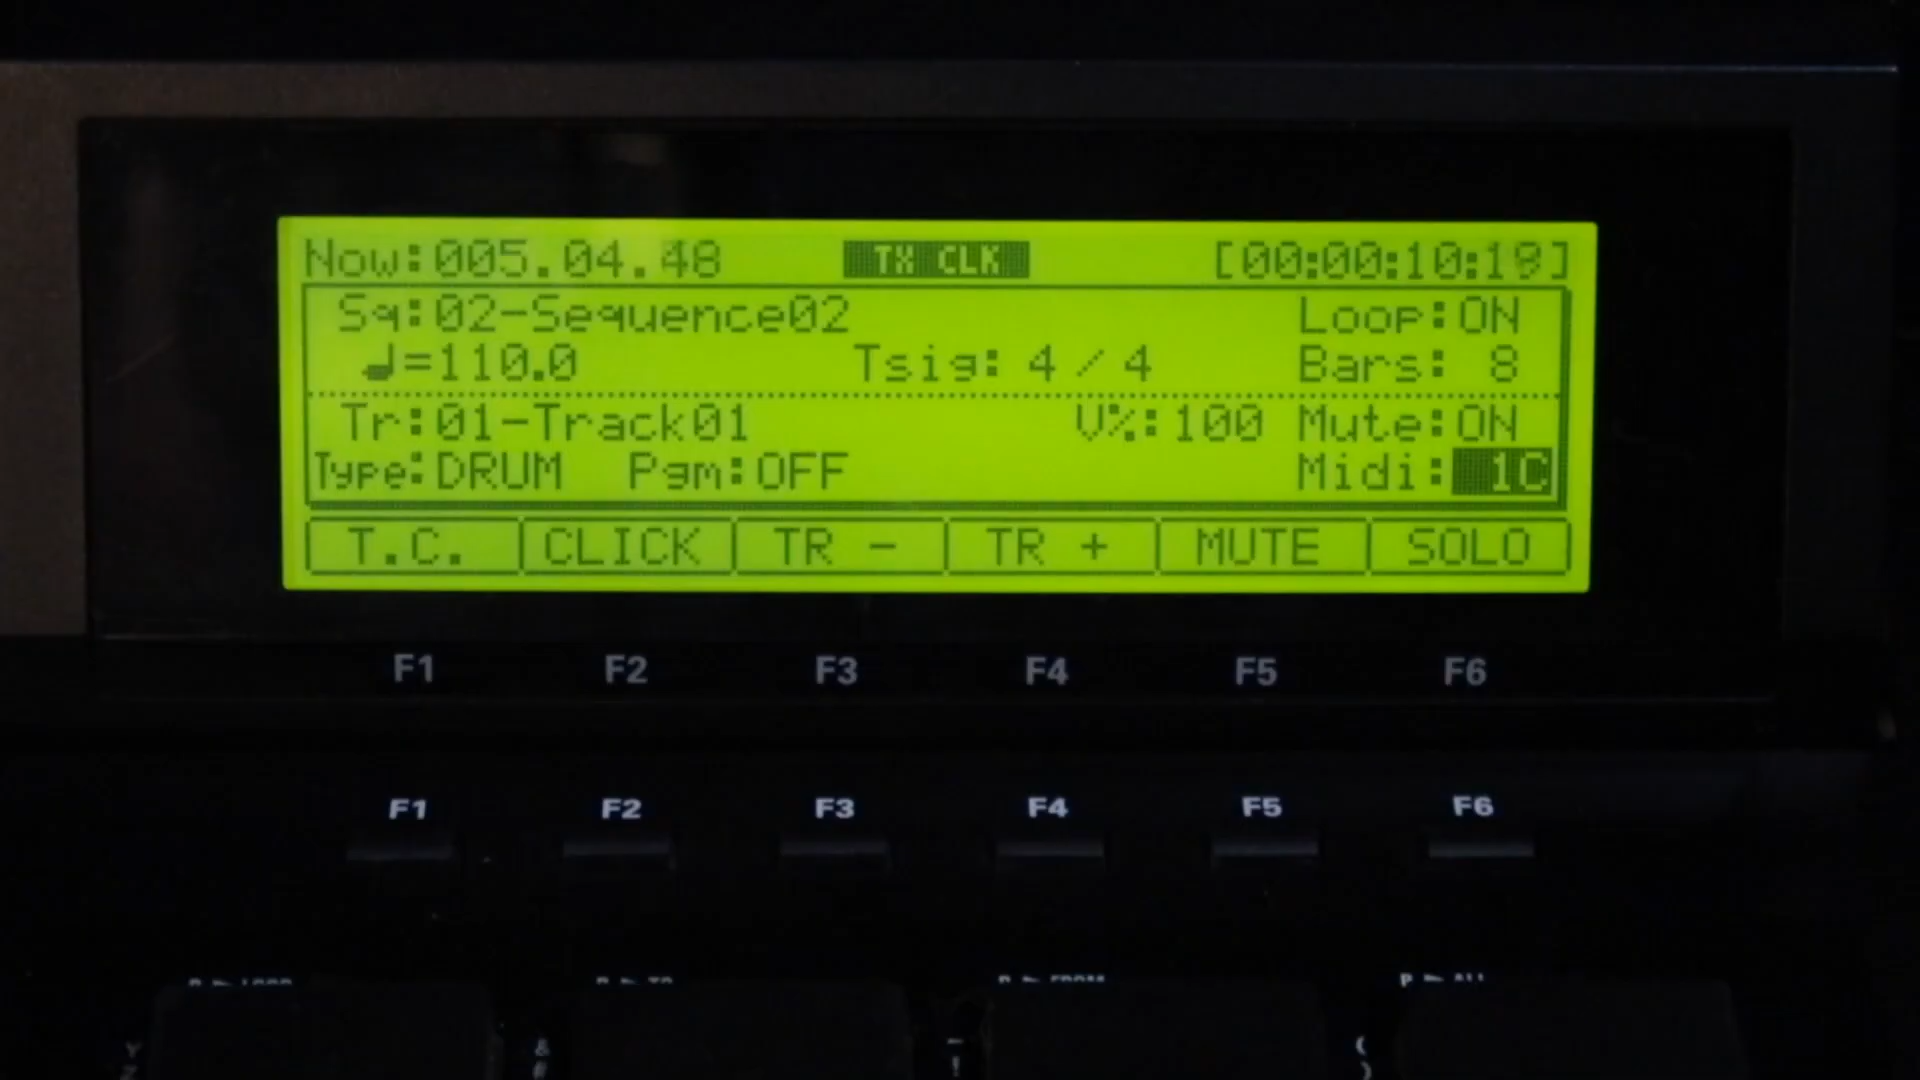 Now:005.04.48 TX CLK [00:00:10:19]
Sq:02-Sequence02 Loop:ON
♩=110.0 Tsig: 4 / 4 Bars: 8
Tr:01-Track01 V%:100 Mute:ON
Type:DRUM Pgm:OFF Midi: 1C
T.C. CLICK TR - TR + MUTE SOLO
F1 F2 F3 F4 F5 F6
F1 F2 F3 F4 F5 F6